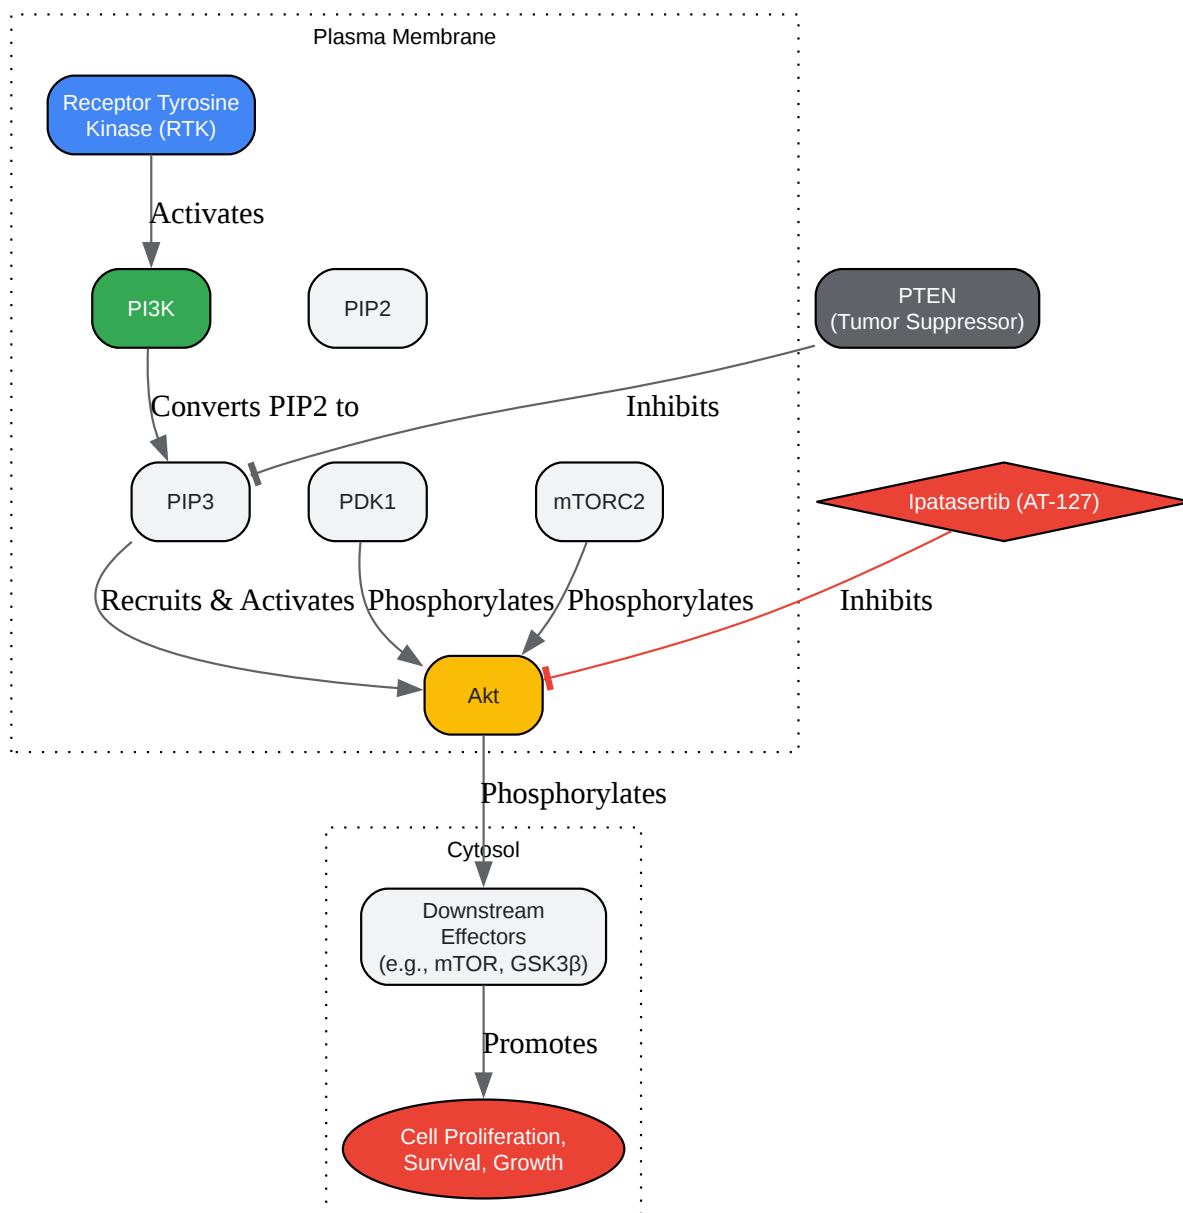 Plasma Membrane
Receptor Tyrosine
Kinase (RTK)
Activates
PI3K
PIP2
PTEN
(Tumor Suppressor)
Converts PIP2 to
Inhibits
PIP3
PDK1
mTORC2
Ipatasertib (AT-127)
Recruits & Activates
Phosphorylates
Phosphorylates
Inhibits
Akt
Phosphorylates
Cytosol
Downstream
Effectors
(e.g., mTOR, GSK3β)
Promotes
Cell Proliferation,
Survival, Growth